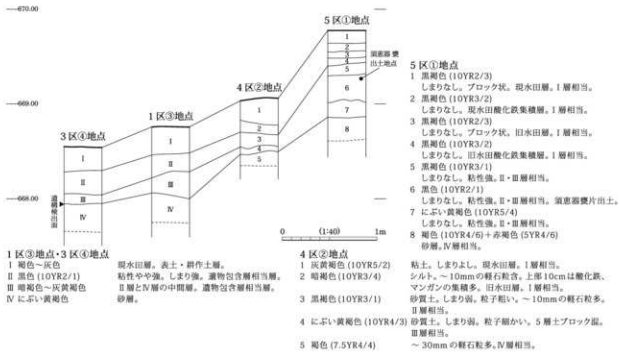 670.00
669.00
668.00
5区①地点
4区②地点
1区③地点
3区④地点
須恵器甕
出土地点
遺構検出面
1
2
3
4
5
6
7
8
1
2
3
4
5
Ⅰ
Ⅱ
Ⅲ
Ⅳ
Ⅰ
Ⅱ
Ⅲ
Ⅳ
0 (1:40) 1m
5区①地点
1 黒褐色 (10YR2/3)
しまりなし。ブロック状。現水田層。Ⅰ層相当。
2 黒褐色 (10YR3/2)
しまりなし。現水田酸化鉄集積層。Ⅰ層相当。
3 黒褐色 (10YR2/3)
しまりなし。ブロック状。旧水田層。Ⅰ層相当。
4 黒褐色 (10YR3/2)
しまりなし。旧水田酸化鉄集積層。Ⅰ層相当。
5 黒褐色 (10YR3/1)
しまりなし。粘性強。Ⅱ・Ⅲ層相当。
6 黒色 (10YR2/1)
しまりなし。粘性強。Ⅱ・Ⅲ層相当。須恵器甕片出土。
7 にぶい黄褐色 (10YR5/4)
しまりなし。粘性強。Ⅱ・Ⅲ層相当。
8 褐色 (10YR4/6)+赤褐色 (5YR4/6)
砂層。Ⅳ層相当。
1区③地点・3区④地点
Ⅰ 褐色～灰色 現水田層。表土・耕作土層。
Ⅱ 黒色 (10YR2/1) 粘性やや強。しまり強。遺物包含層相当層。
Ⅲ 暗褐色～灰黄褐色 Ⅱ層とⅣ層の中間層。遺物包含層相当層。
Ⅳ にぶい黄褐色 砂層。
4区②地点
1 灰黄褐色 (10YR5/2) 粘土。しまりよし。現水田層。Ⅰ層相当。
2 暗褐色 (10YR3/4) シルト。～10mmの軽石粒含。上部10cmは酸化鉄、
マンガンの集積多。旧水田層。Ⅰ層相当。
3 黒褐色 (10YR3/1) 砂質土。しまり弱。粒子粗い。～10mmの軽石粒多。
Ⅱ層相当。
4 にぶい黄褐色 (10YR4/3) 砂質土。しまり弱。粒子細かい。5層土ブロック混。
Ⅲ層相当。
5 褐色 (7.5YR4/4) ～30mmの軽石粒多。Ⅳ層相当。